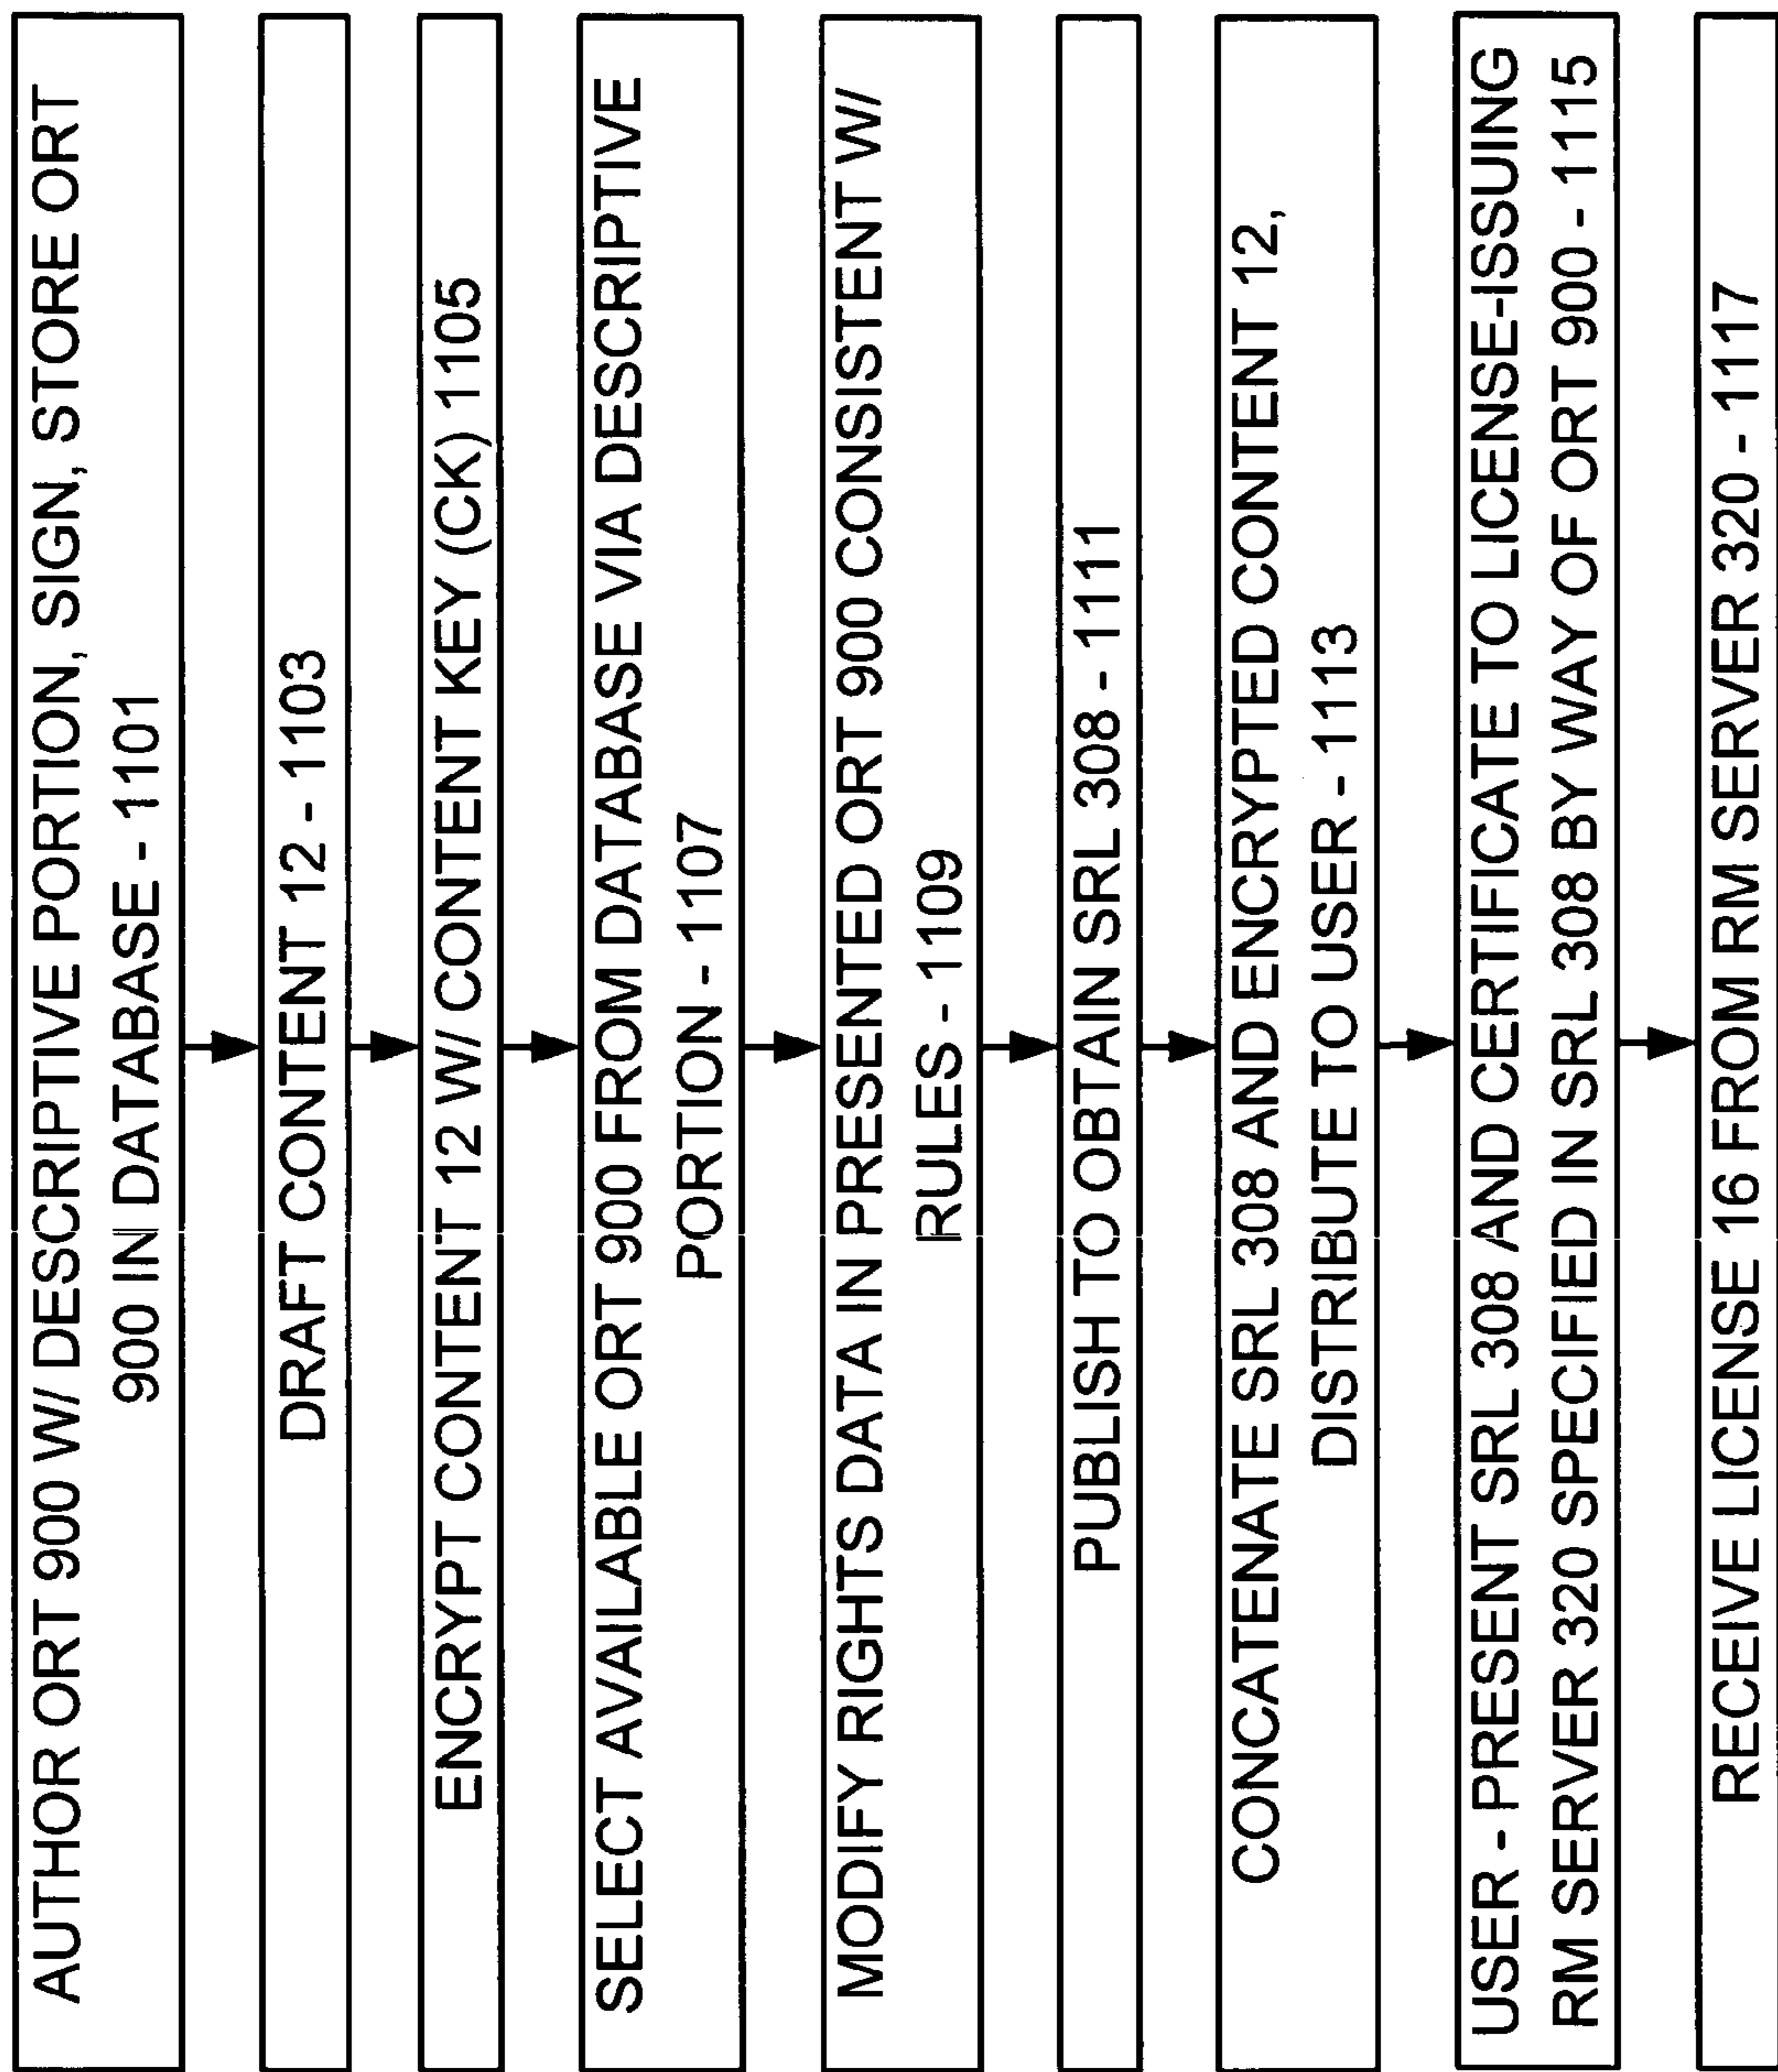 AUTHOR ORT 900 W/ DESCRIPTIVE PORTION, SIGN, STORE ORT
900 IN DATABASE - 1101
DRAFT CONTENT 12 - 1103
ENCRYPT CONTENT 12 W/ CONTENT KEY (CK) 1105
SELECT AVAILABLE ORT 900 FROM DATABASE VIA DESCRIPTIVE
PORTION - 1107
MODIFY RIGHTS DATA IN PRESENTED ORT 900 CONSISTENT W/
RULES - 1109
PUBLISH TO OBTAIN SRL 308 - 1111
CONCATENATE SRL 308 AND ENCRYPTED CONTENT 12,
DISTRIBUTE TO USER - 1113
USER - PRESENT SRL 308 AND CERTIFICATE TO LICENSE-ISSUING
RM SERVER 320 SPECIFIED IN SRL 308 BY WAY OF ORT 900 - 1115
RECEIVE LICENSE 16 FROM RM SERVER 320 - 1117